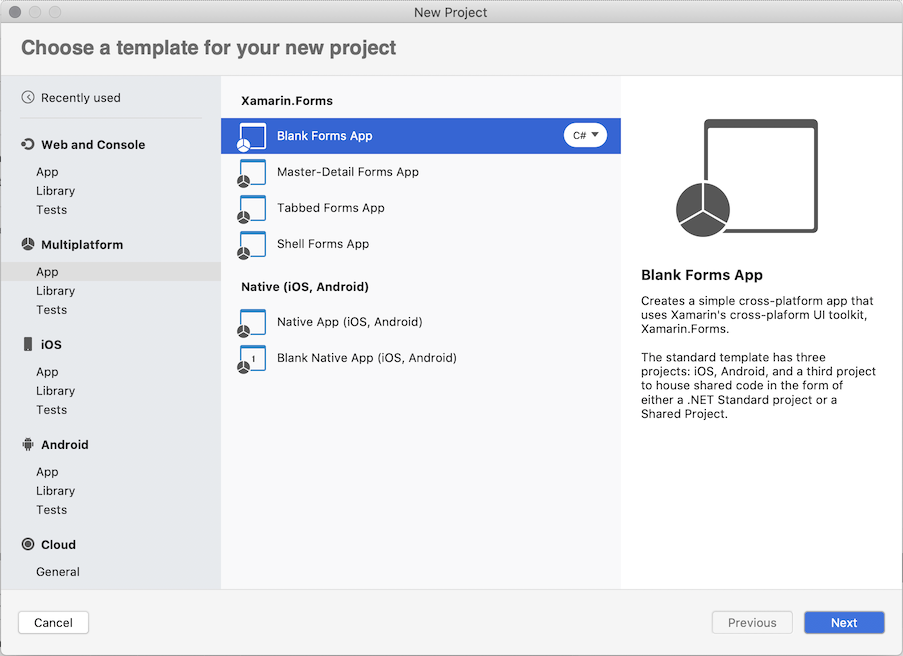 New Project
Choose a template for your new project
Recently used
Web and Console
App
Library
Tests
Multiplatform
App
Library
Tests
iOS
App
Library
Tests
Android
App
Library
Tests
Cloud
General
Xamarin.Forms
Blank Forms App
C#
Master-Detail Forms App
Tabbed Forms App
Shell Forms App
Native (iOS, Android)
Native App (iOS, Android)
1
Blank Native App (iOS, Android)
Blank Forms App
Creates a simple cross-platform app that
uses Xamarin's cross-plaform UI toolkit,
Xamarin.Forms.
The standard template has three
projects: iOS, Android, and a third project
to house shared code in the form of
either a .NET Standard project or a
Shared Project.
Cancel
Previous
Next